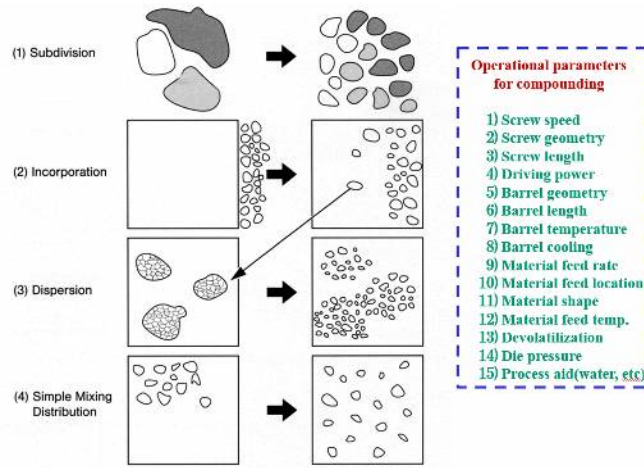 (1) Subdivision
(2) Incorporation
(3) Dispersion
(4) Simple Mixing
Distribution
Operational parameters
for compounding
1) Screw speed
2) Screw geometry
3) Screw length
4) Driving power
5) Barrel geometry
6) Barrel length
7) Barrel temperature
8) Barrel cooling
9) Material feed rate
10) Material feed location
11) Material shape
12) Material feed temp.
13) Devolatilization
14) Die pressure
15) Process aid(water, etc)